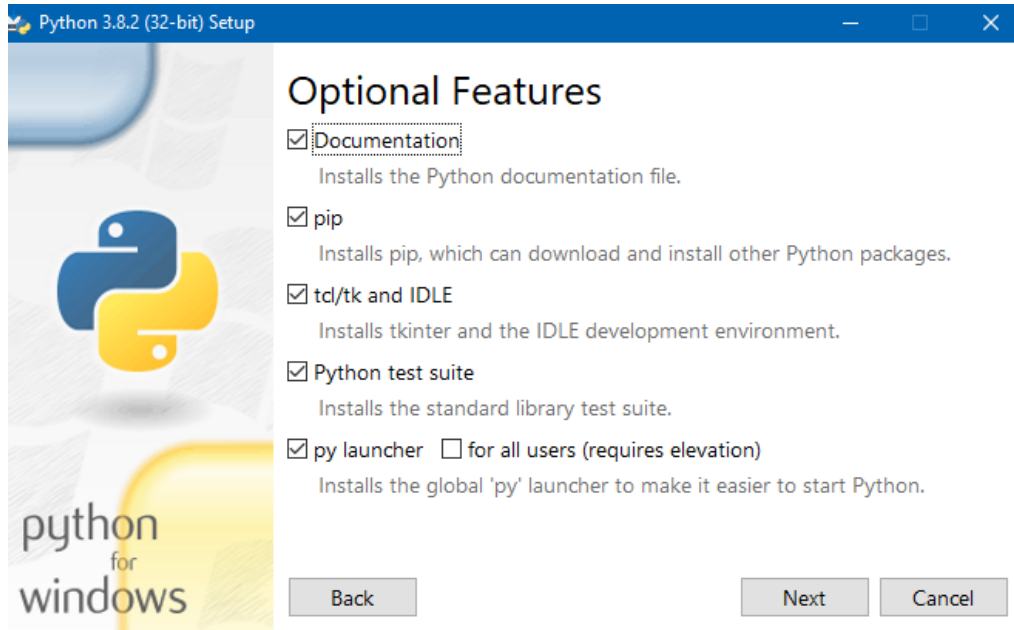 Python 3.8.2 (32-bit) Setup
Optional Features
Documentation
Installs the Python documentation file.
pip
Installs pip, which can download and install other Python packages.
tcl/tk and IDLE
Installs tkinter and the IDLE development environment.
Python test suite
Installs the standard library test suite.
py launcher for all users (requires elevation)
Installs the global 'py' launcher to make it easier to start Python.
python
for
windows
Back Next Cancel